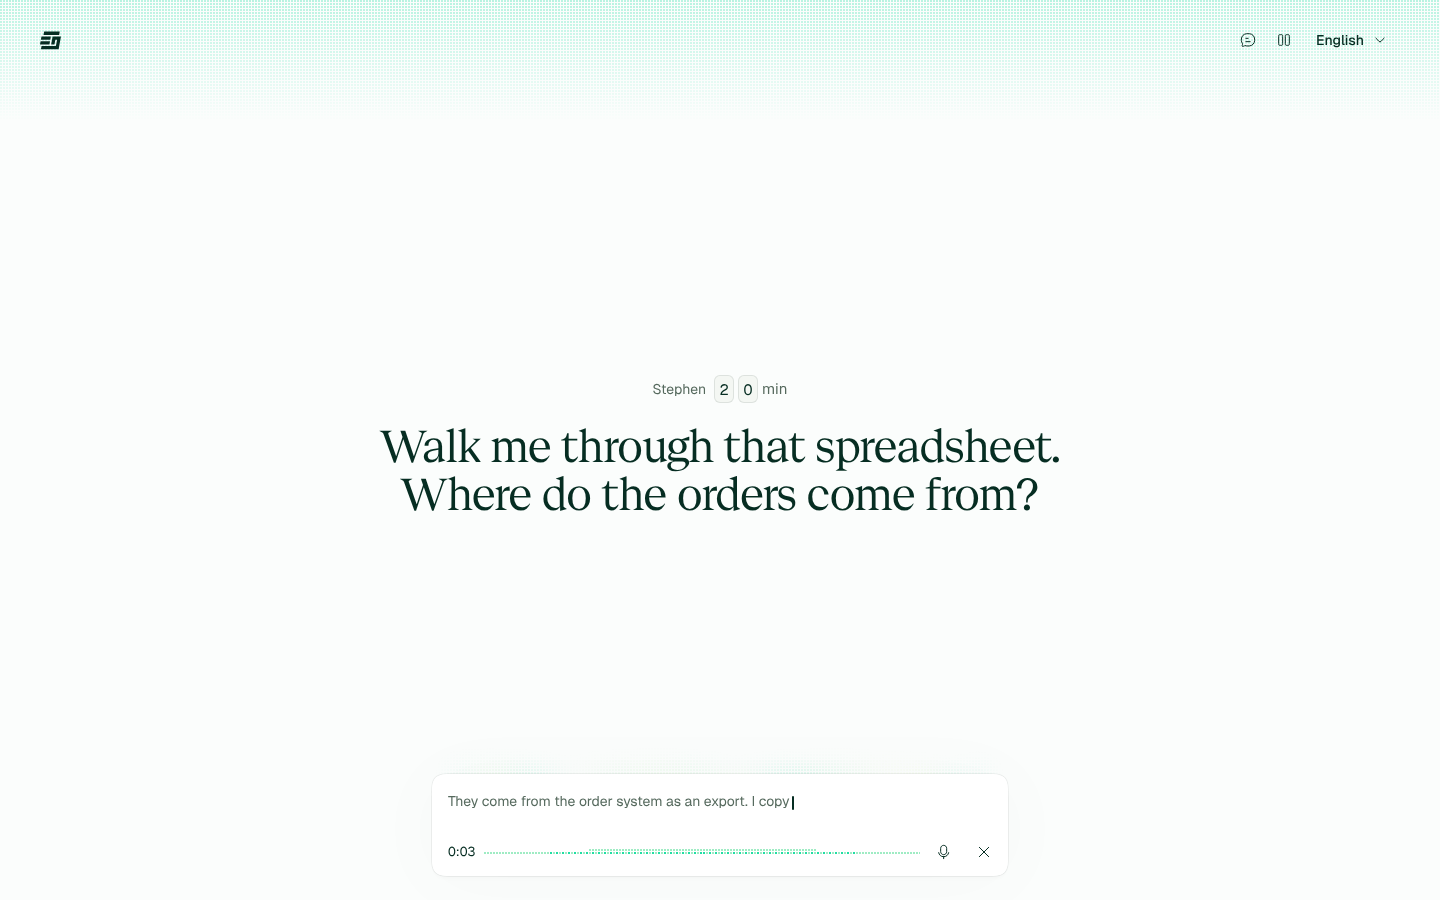 English
Stephen 2 0 min
Walk me through that spreadsheet.
Where do the orders come from?
They come from the order system as an export. I copy
0:03